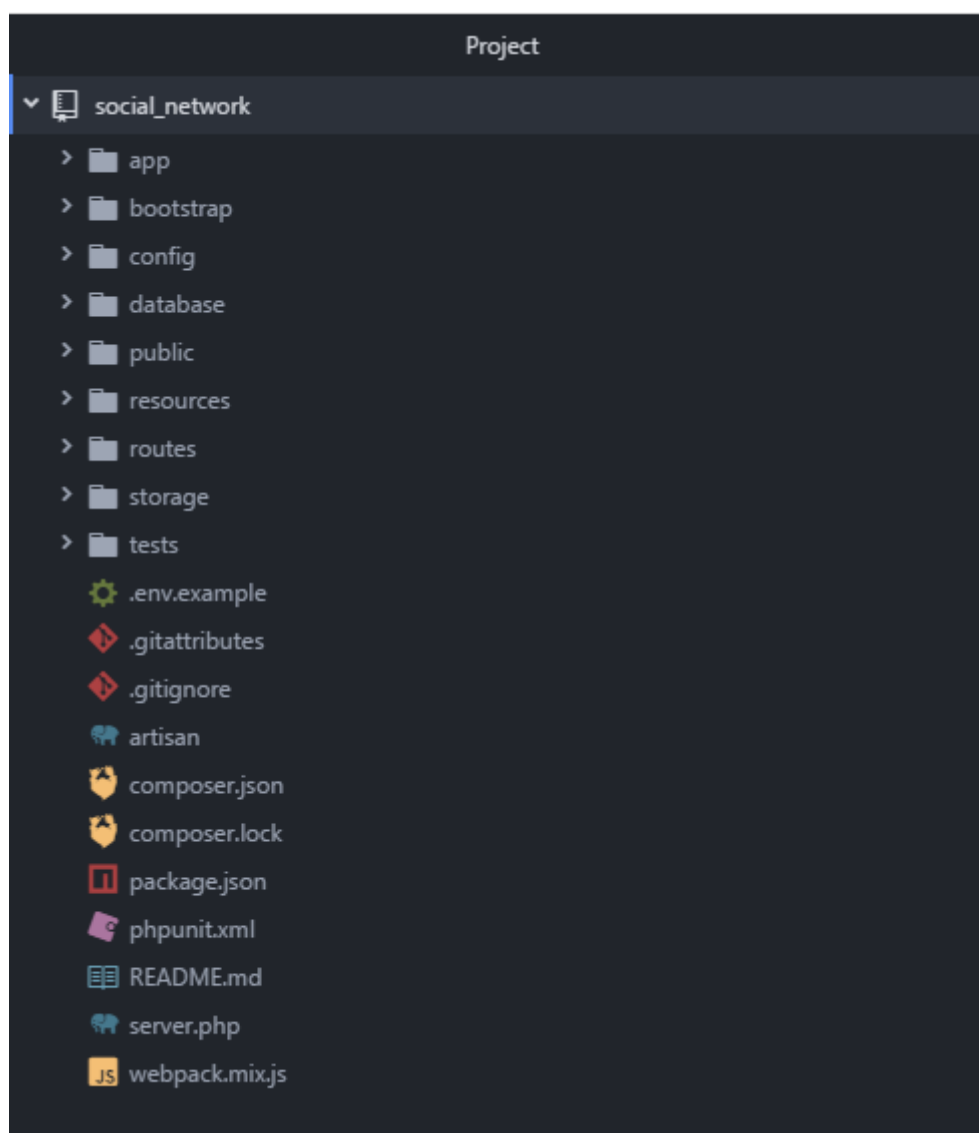 Project
social_network
app
bootstrap
config
database
public
resources
routes
storage
tests
.env.example
.gitattributes
.gitignore
artisan
composer.json
composer.lock
package.json
phpunit.xml
README.md
server.php
JS webpack.mix.js